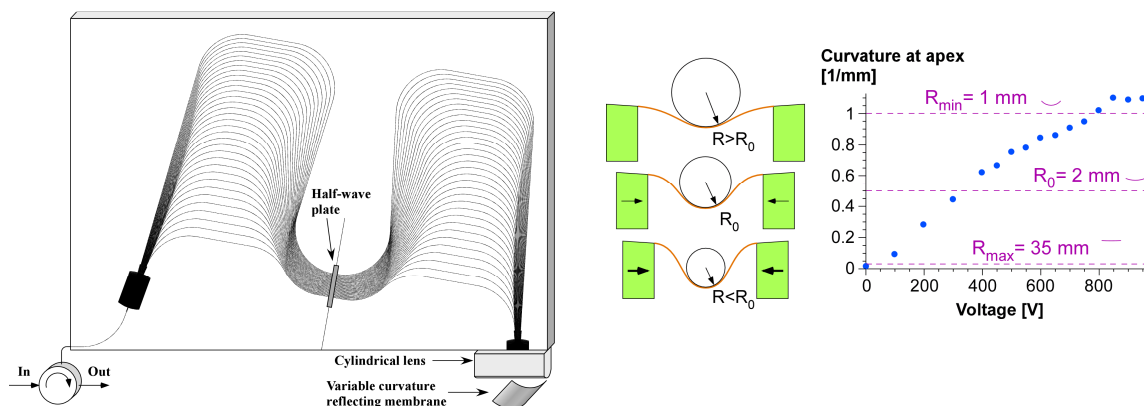 Half-wave
plate
In
Out
Cylindrical lens
Variable curvature
reflecting membrane
R>R₀
R₀
R<R₀
Curvature at apex
[1/mm]
Rmin= 1 mm
R₀= 2 mm
Rmax= 35 mm
1
0.8
0.6
0.4
0.2
0
0 200 400 600 800
Voltage [V]